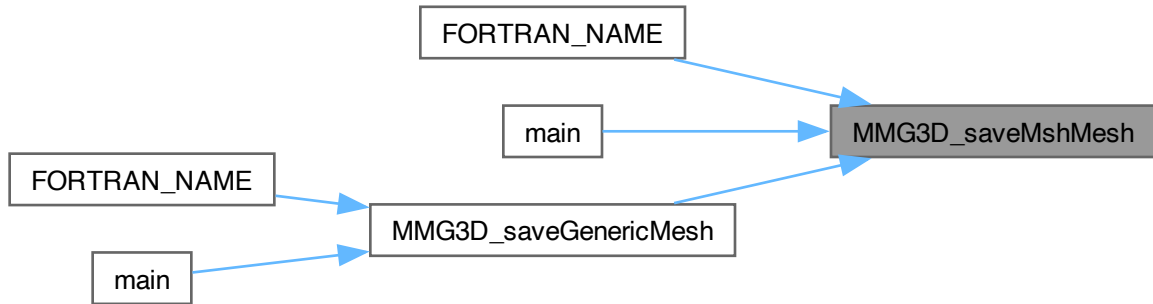 FORTRAN_NAME
main
MMG3D_saveMshMesh
FORTRAN_NAME
MMG3D_saveGenericMesh
main